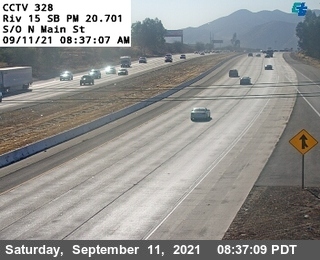 CCTV 328
Riv 15 SB PM 20.701
S/O N Main St
09/11/21 08:37:07 AM
Saturday, September 11, 2021 08:37:09 PDT